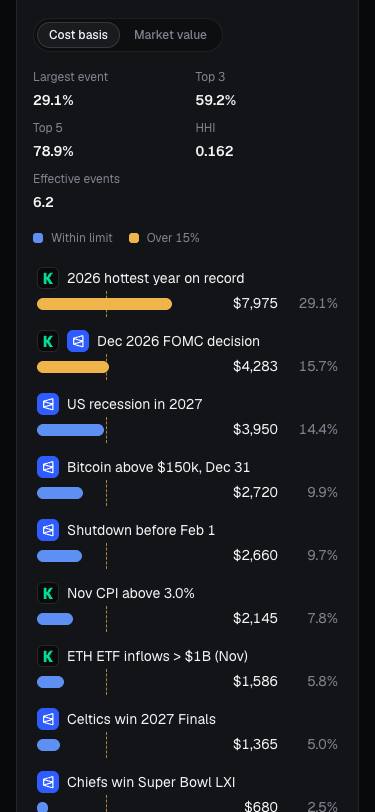 Cost basis Market value
Largest event Top 3
29.1% 59.2%
Top 5 HHI
78.9% 0.162
Effective events
6.2
Within limit Over 15%
K 2026 hottest year on record
$7,975 29.1%
K Dec 2026 FOMC decision
$4,283 15.7%
US recession in 2027
$3,950 14.4%
Bitcoin above $150k, Dec 31
$2,720 9.9%
Shutdown before Feb 1
$2,660 9.7%
K Nov CPI above 3.0%
$2,145 7.8%
K ETH ETF inflows > $1B (Nov)
$1,586 5.8%
Celtics win 2027 Finals
$1,365 5.0%
Chiefs win Super Bowl LXI
$680 2.5%